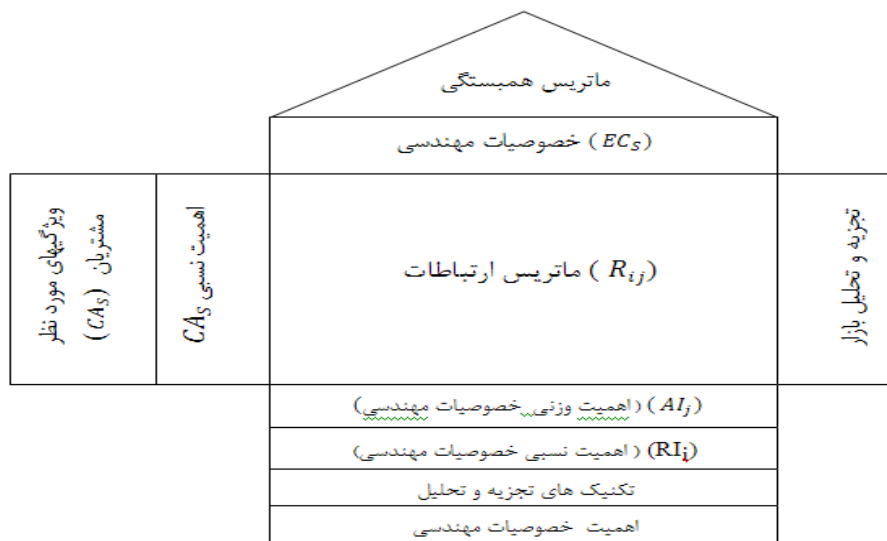 ماتریس همبستگی
خصوصیات مهندسی (ECS)
ویژگیهای مورد نظر
مشتریان (CAS)
اهمیت نسبی CAS
ماتریس ارتباطات (Rij)
تجزیه و تحلیل بازار
(AIj) (اهمیت وزنی خصوصیات مهندسی)
(RIi) (اهمیت نسبی خصوصیات مهندسی)
تکنیک های تجزیه و تحلیل
اهمیت خصوصیات مهندسی